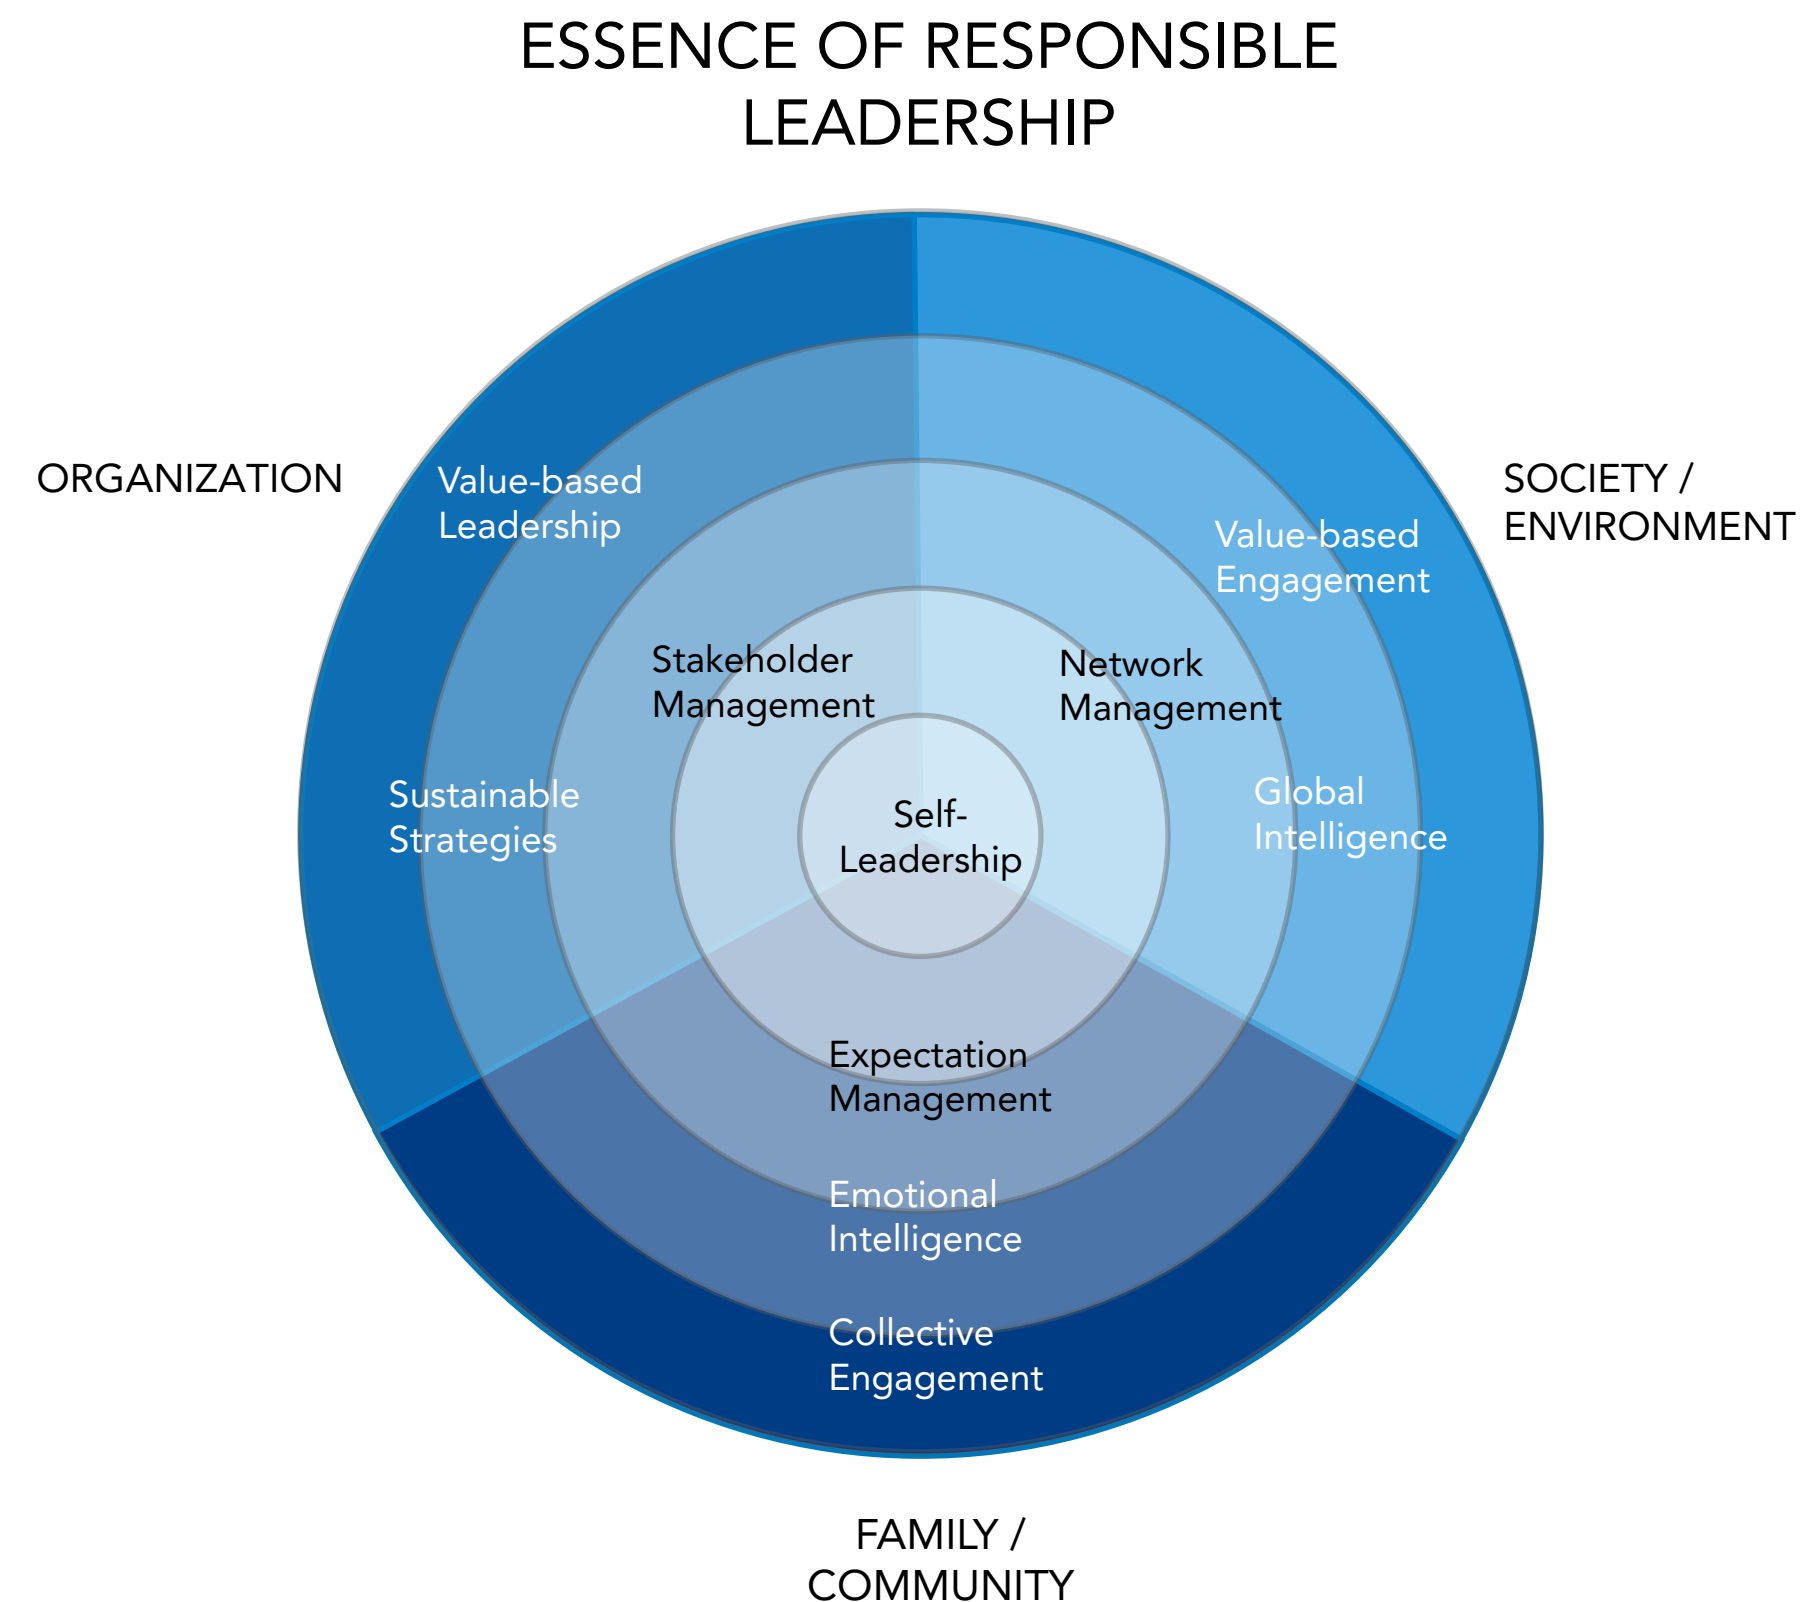 ESSENCE OF RESPONSIBLE
LEADERSHIP
ORGANIZATION
SOCIETY /
ENVIRONMENT
Value-based
Leadership
Value-based
Engagement
Stakeholder
Management
Network
Management
Sustainable
Strategies
Self-
Leadership
Global
Intelligence
Expectation
Management
Emotional
Intelligence
Collective
Engagement
FAMILY /
COMMUNITY